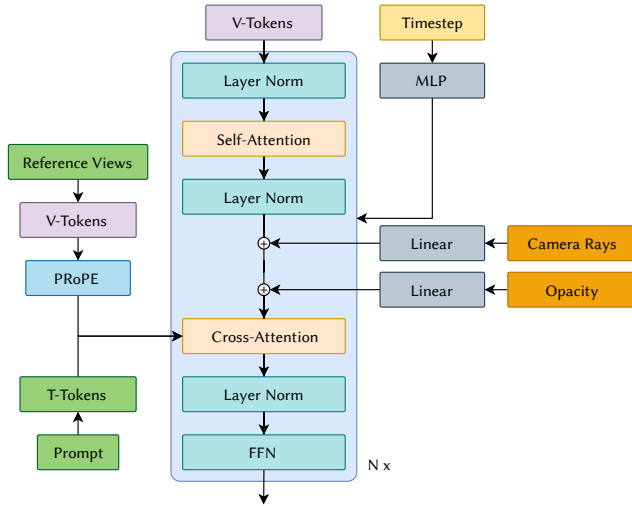 V-Tokens
Timestep
Layer Norm
MLP
Self-Attention
Reference Views
Layer Norm
V-Tokens
Linear
Camera Rays
PRoPE
Linear
Opacity
Cross-Attention
T-Tokens
Layer Norm
Prompt
FFN
N x